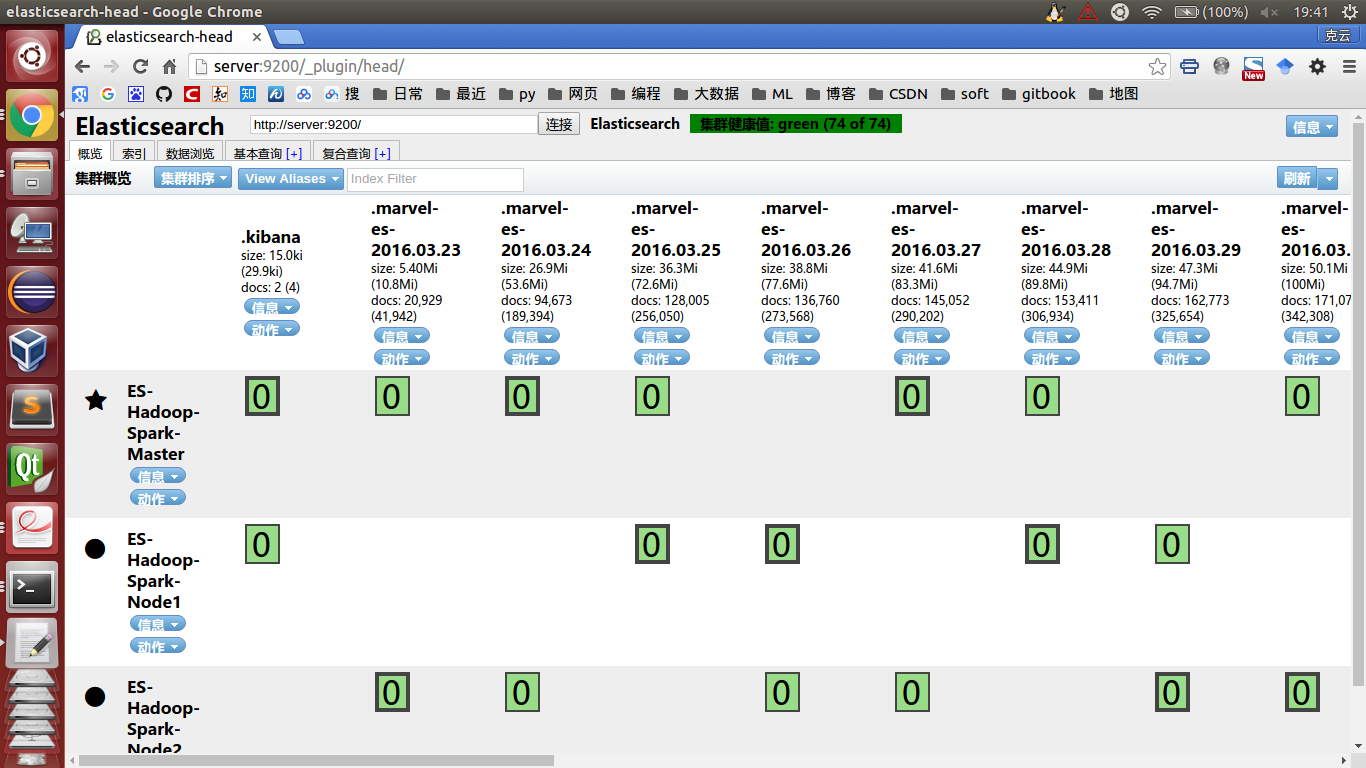 elasticsearch-head - Google Chrome
(100%)
19:41
elasticsearch-head
克云
server:9200/_plugin/head/
New
搜 日常 最近 py 网页 编程 大数据 ML 博客 CSDN soft gitbook 地图
Elasticsearch
http://server:9200/
连接
Elasticsearch
集群健康值: green (74 of 74)
信息
概览 索引 数据浏览 基本查询 [+] 复合查询 [+]
集群概览 集群排序 View Aliases Index Filter 刷新
.kibana
size: 15.0ki
(29.9ki)
docs: 2 (4)
信息
动作
.marvel-
es-
2016.03.23
size: 5.40Mi
(10.8Mi)
docs: 20,929
(41,942)
信息
动作
.marvel-
es-
2016.03.24
size: 26.9Mi
(53.6Mi)
docs: 94,673
(189,394)
信息
动作
.marvel-
es-
2016.03.25
size: 36.3Mi
(72.6Mi)
docs: 128,005
(256,050)
信息
动作
.marvel-
es-
2016.03.26
size: 38.8Mi
(77.6Mi)
docs: 136,760
(273,568)
信息
动作
.marvel-
es-
2016.03.27
size: 41.6Mi
(83.3Mi)
docs: 145,052
(290,202)
信息
动作
.marvel-
es-
2016.03.28
size: 44.9Mi
(89.8Mi)
docs: 153,411
(306,934)
信息
动作
.marvel-
es-
2016.03.29
size: 47.3Mi
(94.7Mi)
docs: 162,773
(325,654)
信息
动作
.marvel-
es-
2016.03.
size: 50.1Mi
(100Mi)
docs: 171,07
(342,308)
信息
动作
ES-
Hadoop-
Spark-
Master
信息
动作
0 0 0 0 0 0 0
ES-
Hadoop-
Spark-
Node1
信息
动作
0 0 0 0 0
ES-
Hadoop-
Spark-
Node2
0 0 0 0 0 0